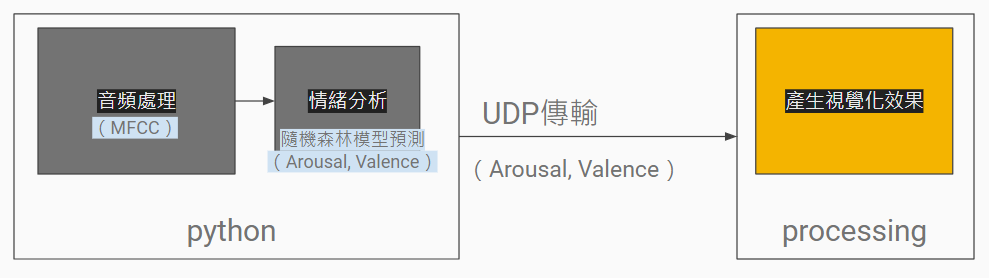 音頻處理
（MFCC）
情緒分析
隨機森林模型預測
（Arousal, Valence）
python
UDP傳輸
（Arousal, Valence）
產生視覺化效果
processing